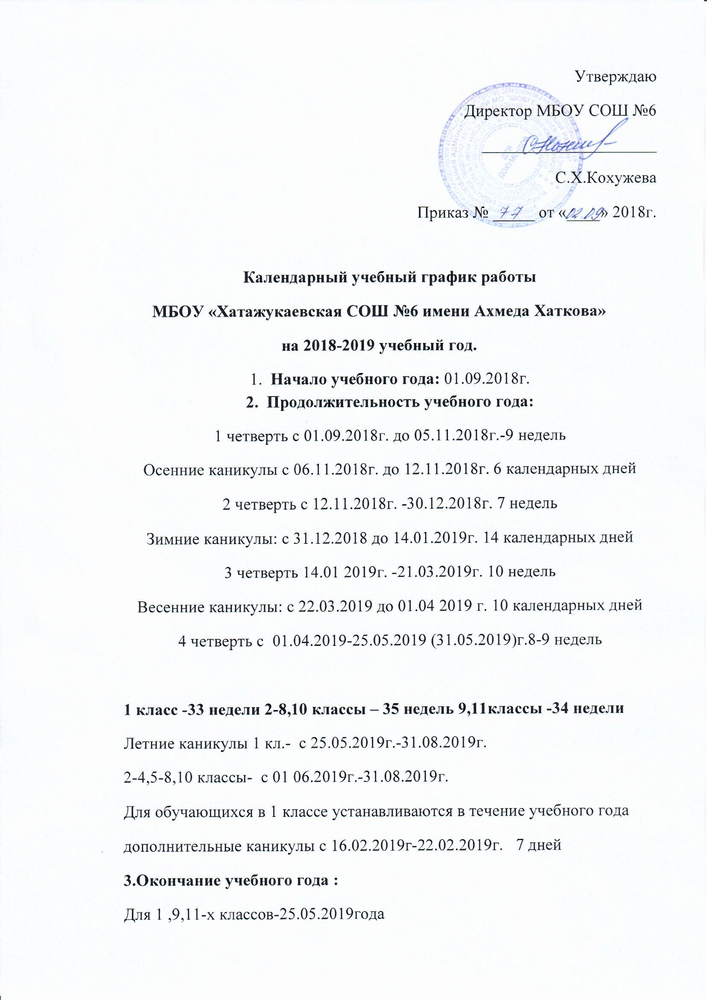 Утверждаю
Директор МБОУ СОШ №6
С.Х.Кохужева
Приказ № 77 от «02.09» 2018г.
ДЛЯ ДОКУМЕНТОВ
Календарный учебный график работы
МБОУ «Хатажукаевская СОШ №6 имени Ахмеда Хаткова»
на 2018-2019 учебный год.
1. Начало учебного года: 01.09.2018г.
2. Продолжительность учебного года:
1 четверть с 01.09.2018г. до 05.11.2018г.-9 недель
Осенние каникулы с 06.11.2018г. до 12.11.2018г. 6 календарных дней
2 четверть с 12.11.2018г. -30.12.2018г. 7 недель
Зимние каникулы: с 31.12.2018 до 14.01.2019г. 14 календарных дней
3 четверть 14.01 2019г. -21.03.2019г. 10 недель
Весенние каникулы: с 22.03.2019 до 01.04 2019 г. 10 календарных дней
4 четверть с 01.04.2019-25.05.2019 (31.05.2019)г.8-9 недель
1 класс -33 недели 2-8,10 классы – 35 недель 9,11классы -34 недели
Летние каникулы 1 кл.- с 25.05.2019г.-31.08.2019г.
2-4,5-8,10 классы- с 01 06.2019г.-31.08.2019г.
Для обучающихся в 1 классе устанавливаются в течение учебного года
дополнительные каникулы с 16.02.2019г-22.02.2019г. 7 дней
3.Окончание учебного года :
Для 1 ,9,11-х классов-25.05.2019года